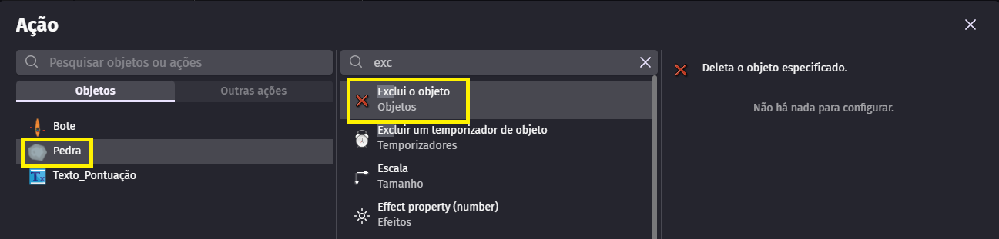 Ação
Pesquisar objetos ou ações
Objetos
Outras ações
Bote
Pedra
Texto_Pontuação
exc
Exclui o objeto
Objetos
Excluir um temporizador de objeto
Temporizadores
Escala
Tamanho
Effect property (number)
Efeitos
Deleta o objeto especificado.
Não há nada para configurar.